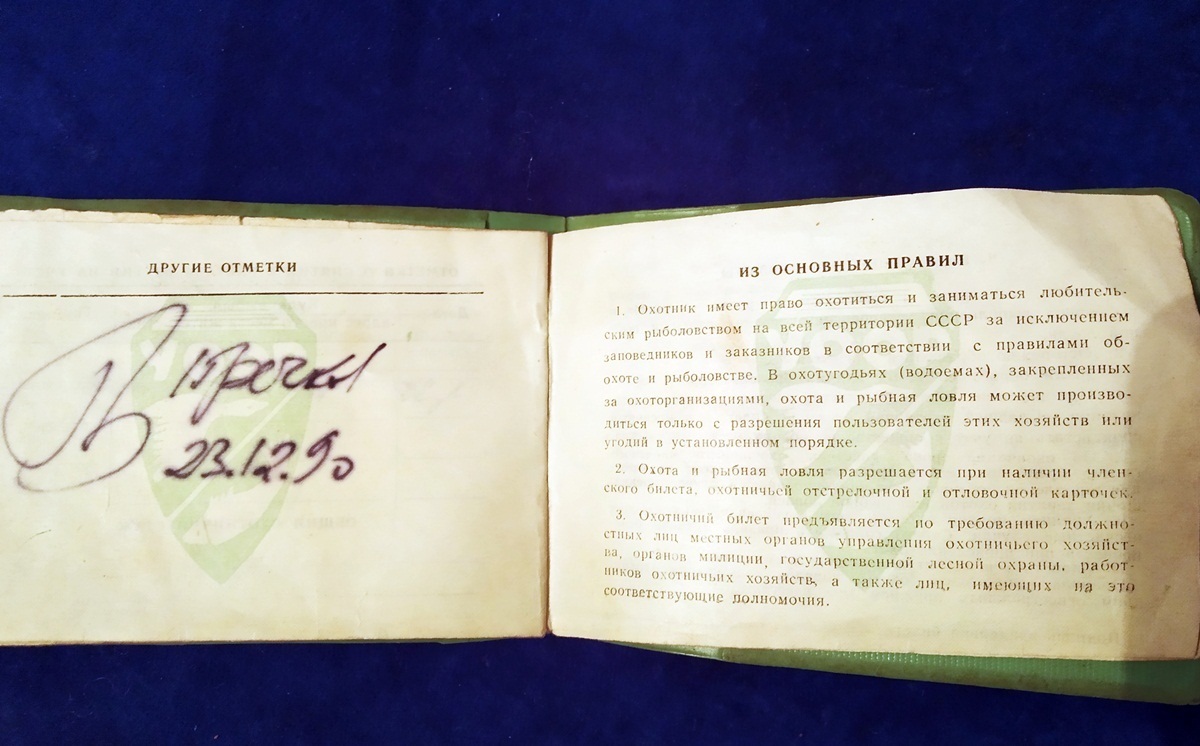 ДРУГИЕ ОТМЕТКИ
23.12.90
ИЗ ОСНОВНЫХ ПРАВИЛ
1. Охотник имеет право охотиться и заниматься любитель-
ским рыболовством на всей территории СССР за исключением
заповедников и заказников в соответствии с правилами об-
охоте и рыболовстве. В охотугодьях (водоемах), закрепленных
за охоторганизациями, охота и рыбная ловля может произво-
диться только с разрешения пользователей этих хозяйств или
угодий в установленном порядке.
2. Охота и рыбная ловля разрешается при наличии член-
ского билета, охотничьей отстрелочной и отловочной карточек.
3. Охотничий билет предъявляется по требованию должно-
стных лиц местных органов управления охотничьего хозяйст-
ва, органов милиции, государственной лесной охраны, работ-
ников охотничьих хозяйств, а также лиц, имеющих на это
соответствующие полномочия.